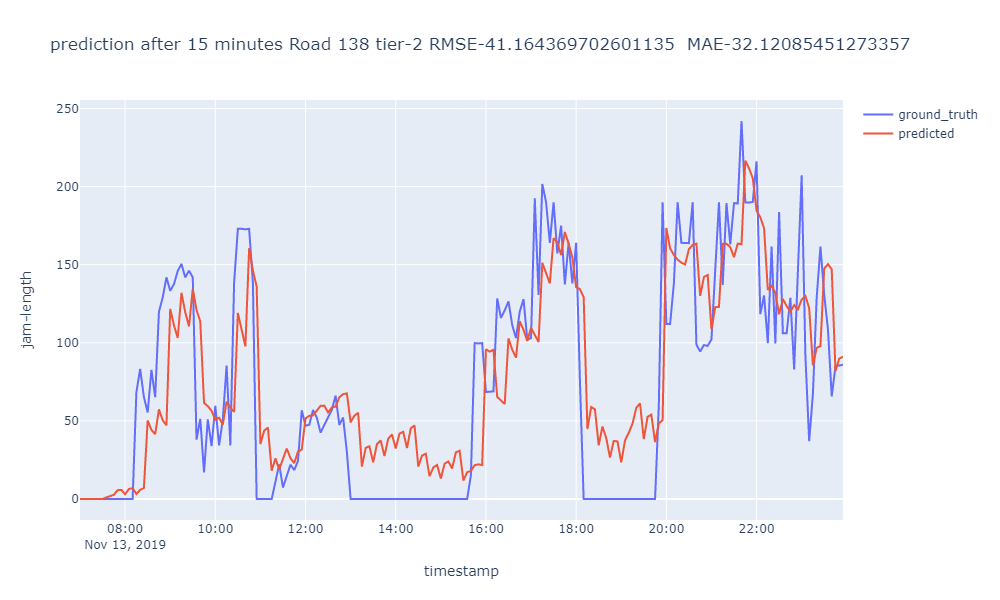 prediction after 15 minutes Road 138 tier-2 RMSE-41.164369702601135  MAE-32.12085451273357
250
200
150
100
50
0
jam-length
08:00
10:00
12:00
14:00
16:00
18:00
20:00
22:00
Nov 13, 2019
timestamp
ground_truth
predicted